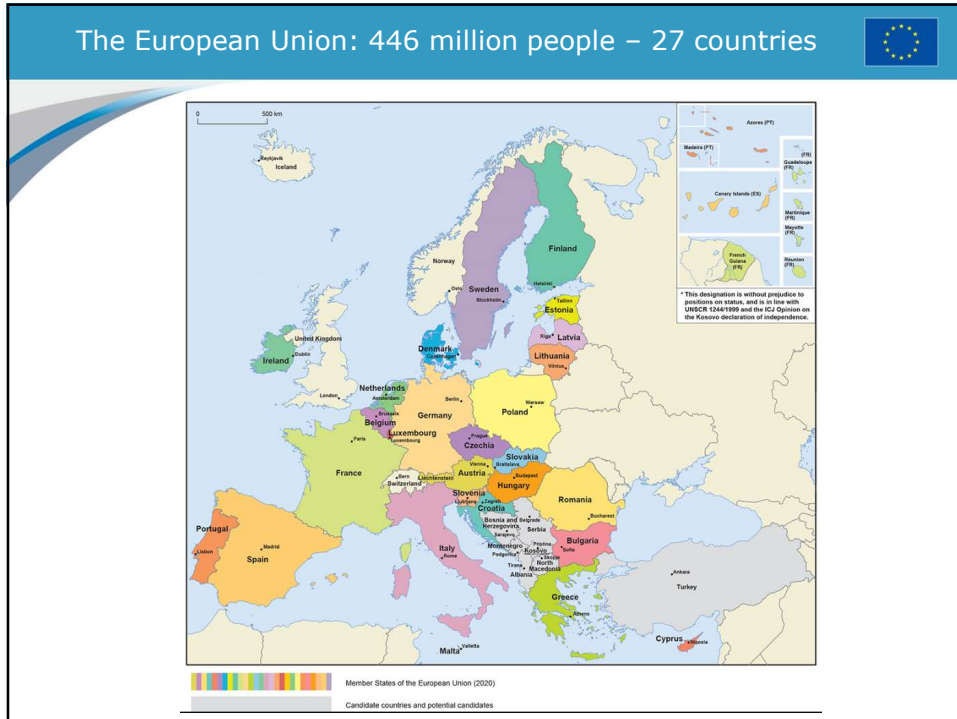 The European Union: 446 million people – 27 countries
0 500 km
Reykjavik
Iceland
Azores (PT)
Madeira (PT)
(FR)
Guadeloupe
(FR)
Canary Islands (ES)
Martinique
(FR)
Mayotte
(FR)
French
Guiana
(FR)
Réunion
(FR)
* This designation is without prejudice to
positions on status, and is in line with
UNSCR 1244/1999 and the ICJ Opinion on
the Kosovo declaration of independence.
Norway
Oslo
Sweden
Stockholm
Finland
Helsinki
Tallinn
Estonia
Riga
Latvia
Lithuania
Vilnius
United Kingdom
Ireland
Dublin
London
Denmark
Copenhagen
Netherlands
Amsterdam
Brussels
Belgium
Luxembourg
Luxembourg
Berlin
Germany
Warsaw
Poland
Prague
Czechia
Slovakia
Bratislava
Vienna
Austria
Liechtenstein
Budapest
Hungary
Paris
France
Bern
Switzerland
Slovenia
Ljubljana
Zagreb
Croatia
Romania
Bucharest
Bosnia and
Herzegovina
Sarajevo
Belgrade
Serbia
Montenegro
Podgorica
Pristina
Kosovo
Skopje
North
Macedonia
Tirana
Albania
Bulgaria
Sofia
Portugal
Lisbon
Madrid
Spain
Italy
Rome
Greece
Athens
Ankara
Turkey
Cyprus
Nicosia
Malta
Valletta
Member States of the European Union (2020)
Candidate countries and potential candidates